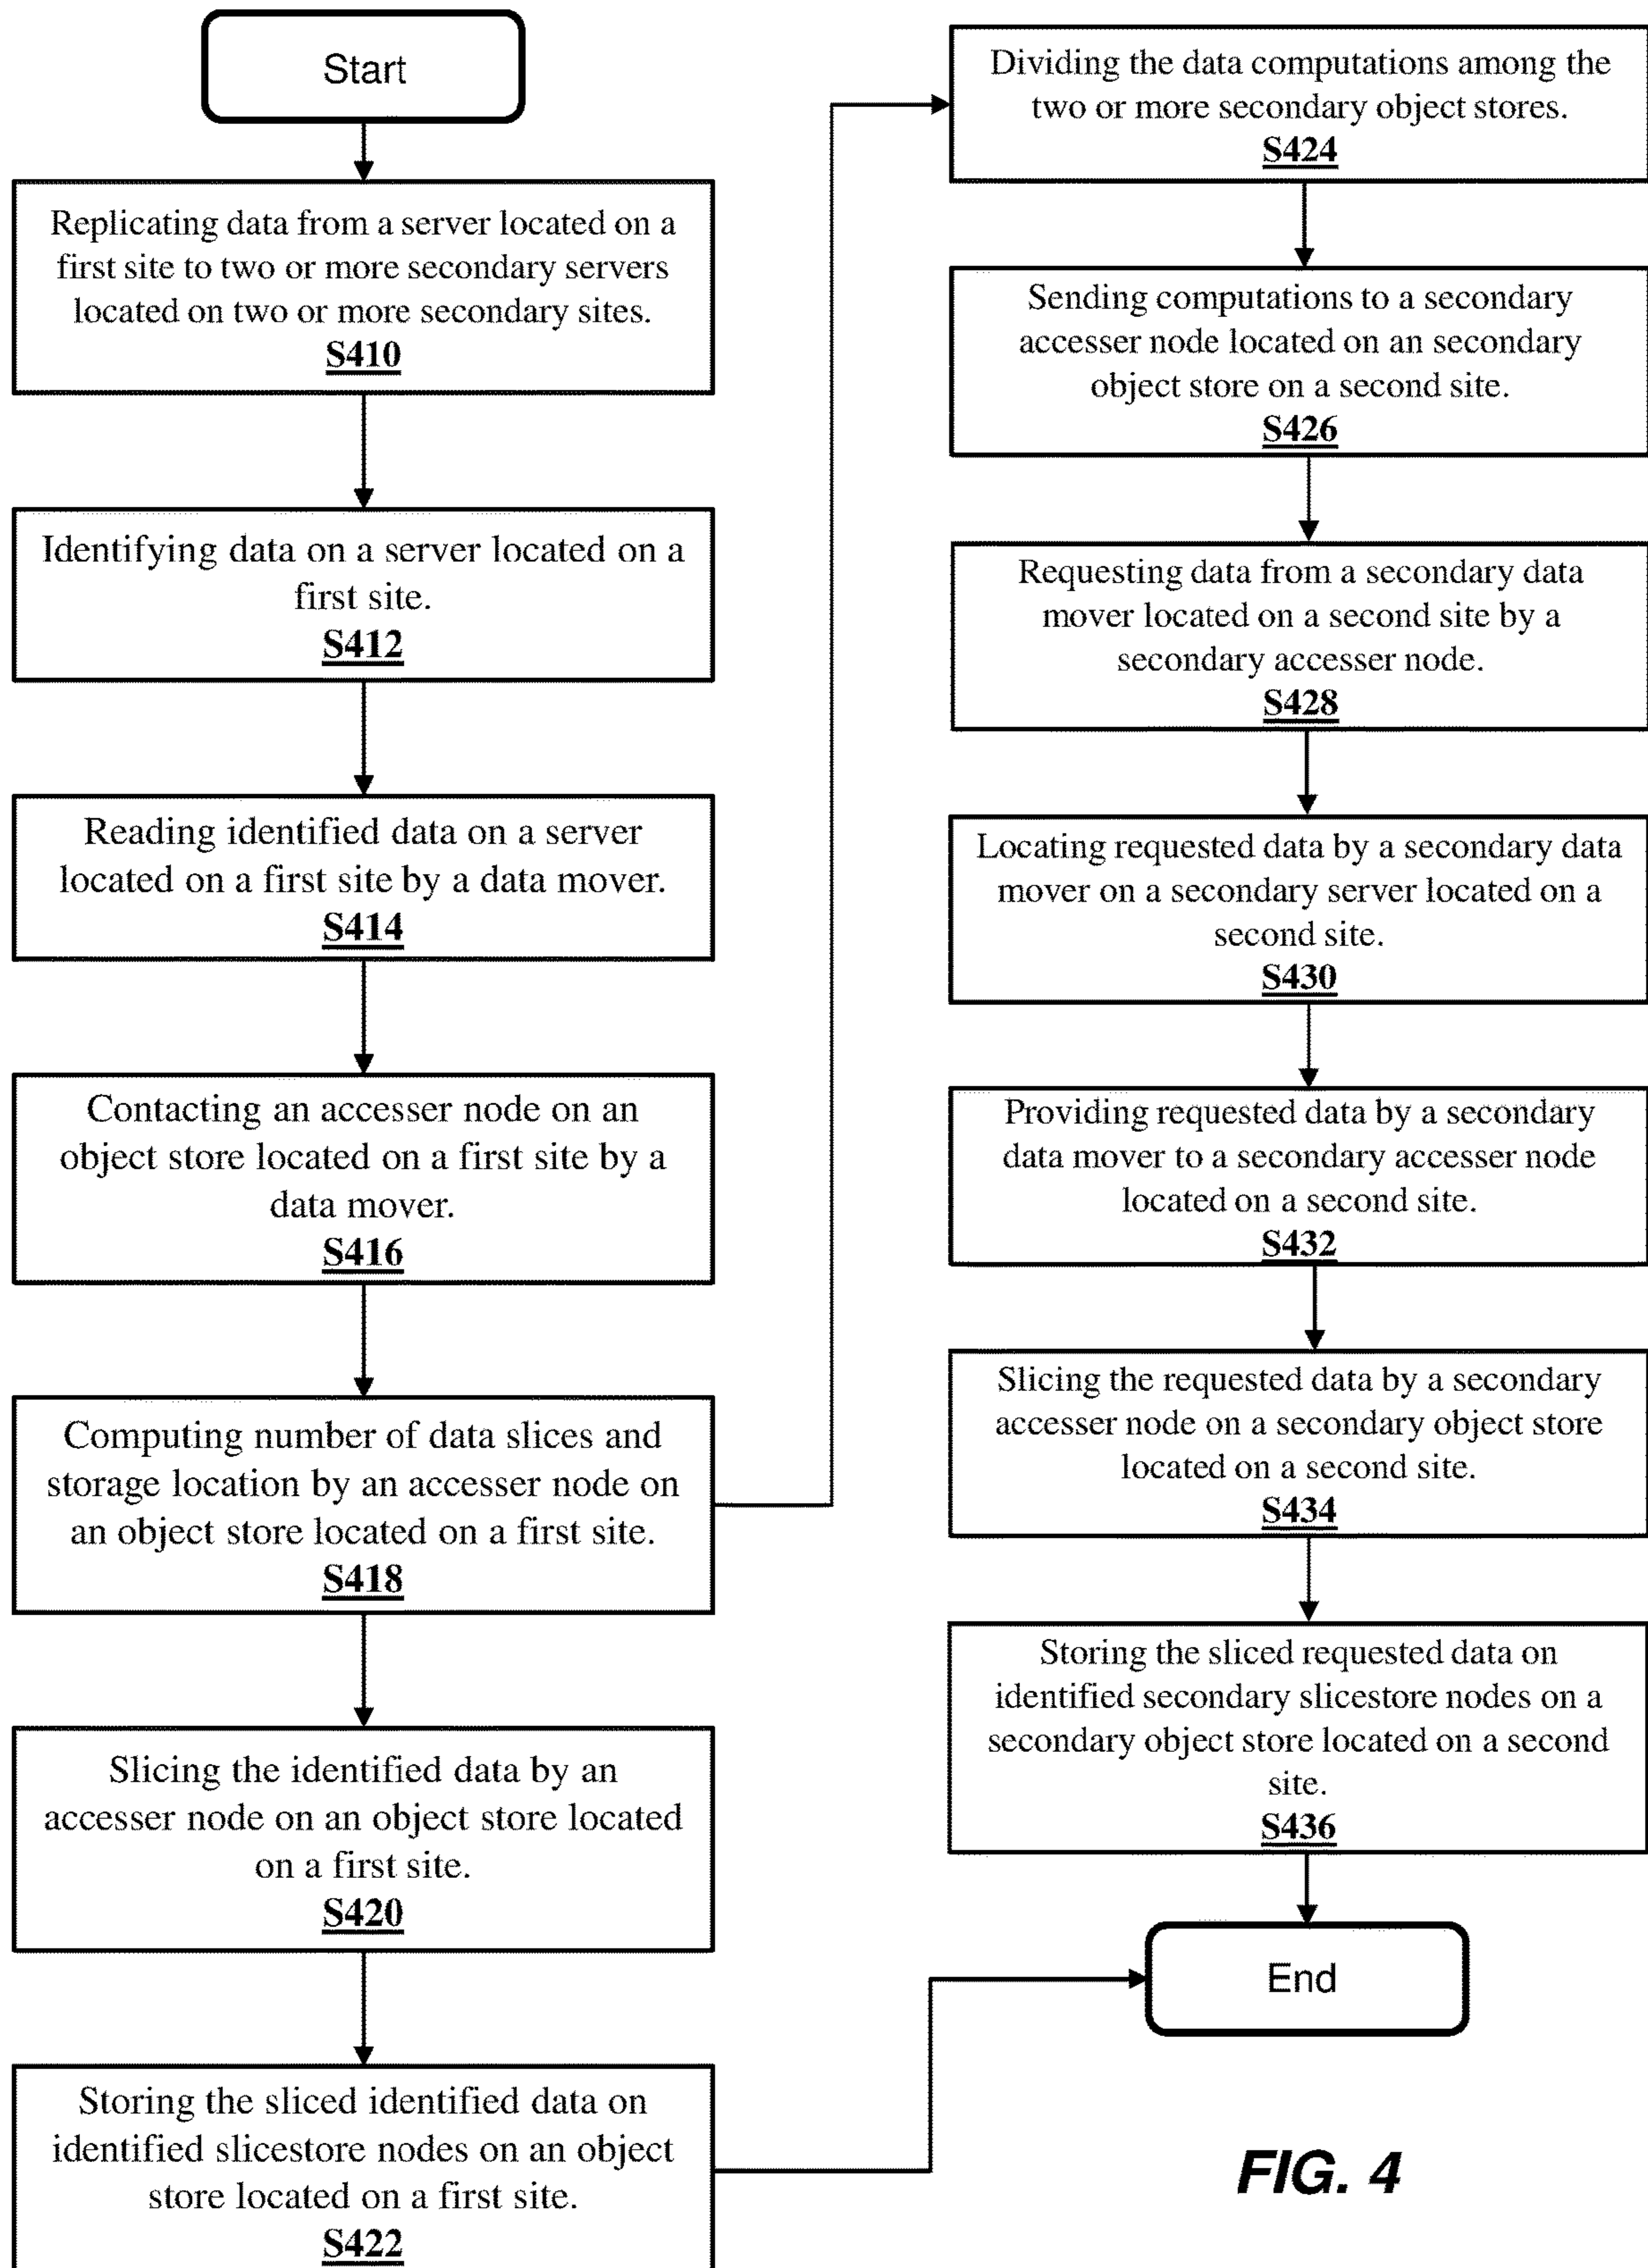 Start
Replicating data from a server located on a
first site to two or more secondary servers
located on two or more secondary sites.
S410
Identifying data on a server located on a
first site.
S412
Reading identified data on a server
located on a first site by a data mover.
S414
Contacting an accesser node on an
object store located on a first site by a
data mover.
S416
Computing number of data slices and
storage location by an accesser node on
an object store located on a first site.
S418
Slicing the identified data by an
accesser node on an object store located
on a first site.
S420
Storing the sliced identified data on
identified slicestore nodes on an object
store located on a first site.
S422
Dividing the data computations among the
two or more secondary object stores.
S424
Sending computations to a secondary
accesser node located on an secondary
object store on a second site.
S426
Requesting data from a secondary data
mover located on a second site by a
secondary accesser node.
S428
Locating requested data by a secondary data
mover on a secondary server located on a
second site.
S430
Providing requested data by a secondary
data mover to a secondary accesser node
located on a second site.
S432
Slicing the requested data by a secondary
accesser node on a secondary object store
located on a second site.
S434
Storing the sliced requested data on
identified secondary slicestore nodes on a
secondary object store located on a second
site.
S436
End
FIG. 4